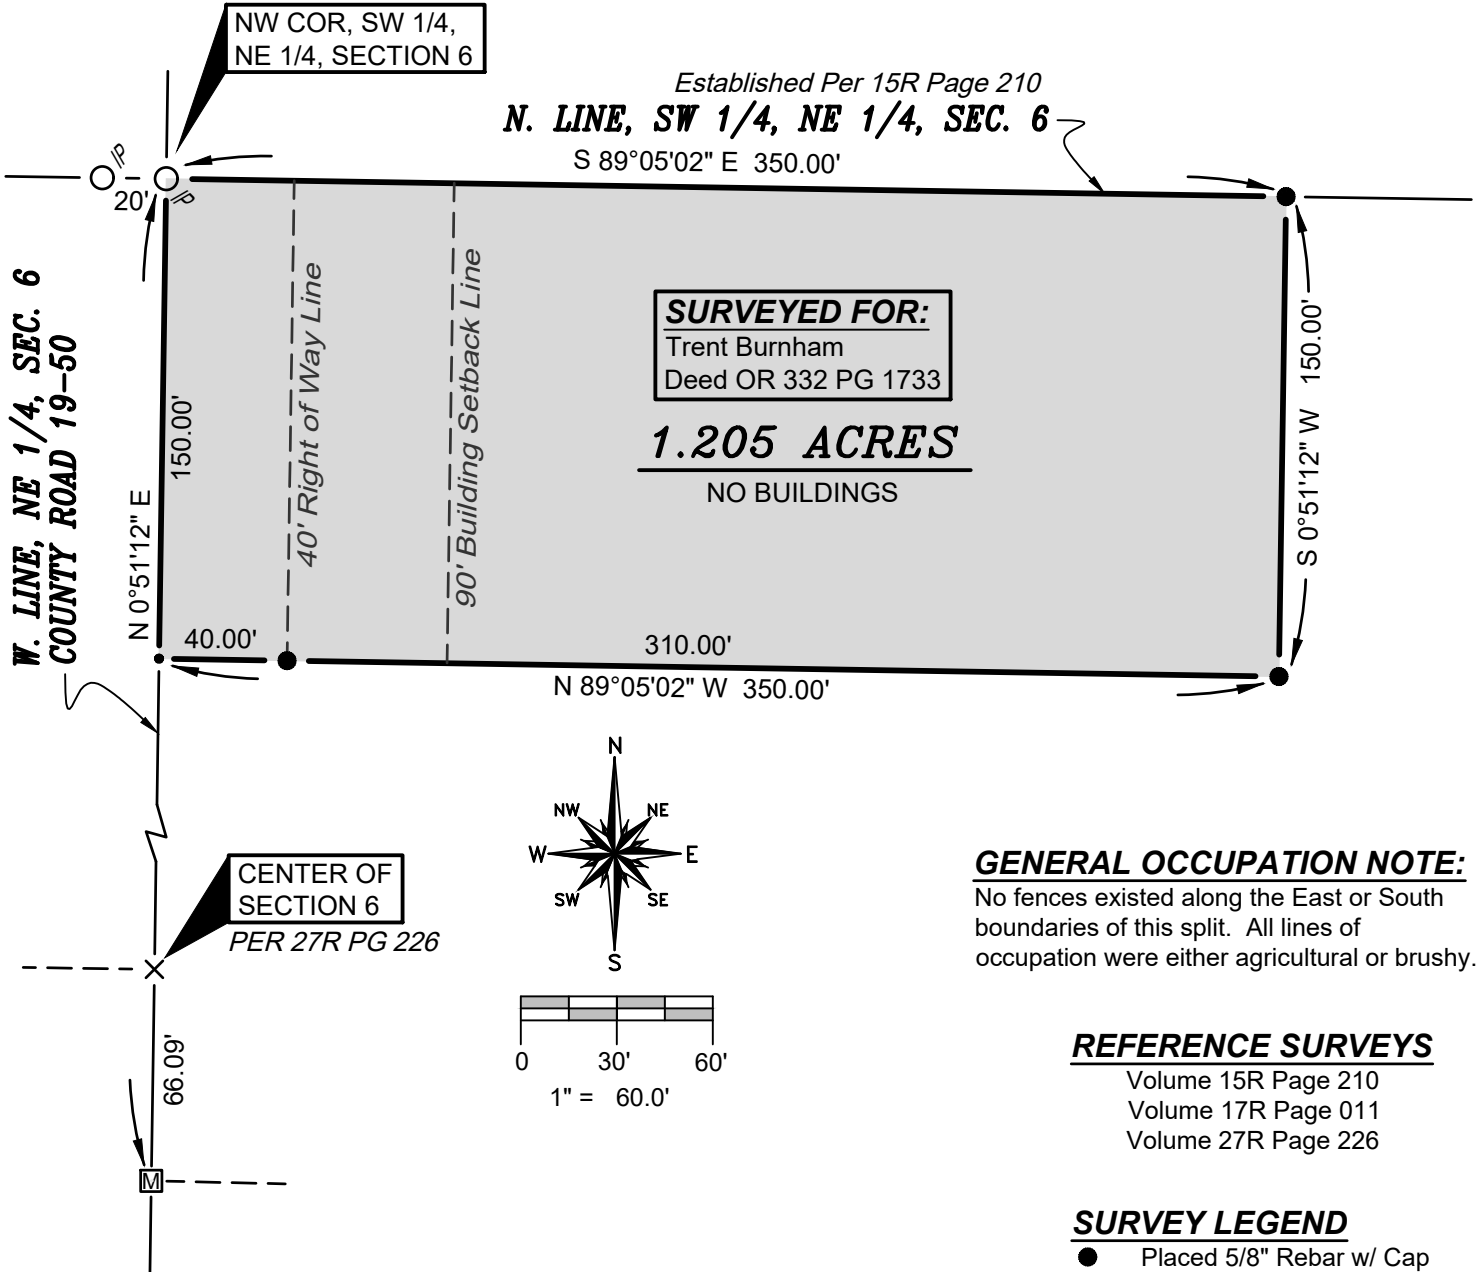 NW COR, SW 1/4,
NE 1/4, SECTION 6
Established Per 15R Page 210
N. LINE, SW 1/4, NE 1/4, SEC. 6
S 89°05'02" E 350.00'
IP
20'
IP
W. LINE, NE 1/4, SEC. 6
COUNTY ROAD 19-50
N 0°51'12" E
150.00'
40' Right of Way Line
90' Building Setback Line
SURVEYED FOR:
Trent Burnham
Deed OR 332 PG 1733
1.205 ACRES
NO BUILDINGS
S 0°51'12" W 150.00'
40.00'
310.00'
N 89°05'02" W 350.00'
N
NW
NE
W
E
SW
SE
S
CENTER OF
SECTION 6
PER 27R PG 226
66.09'
M
0
30'
60'
1" = 60.0'
GENERAL OCCUPATION NOTE:
No fences existed along the East or South
boundaries of this split. All lines of
occupation were either agricultural or brushy.
REFERENCE SURVEYS
Volume 15R Page 210
Volume 17R Page 011
Volume 27R Page 226
SURVEY LEGEND
Placed 5/8" Rebar w/ Cap